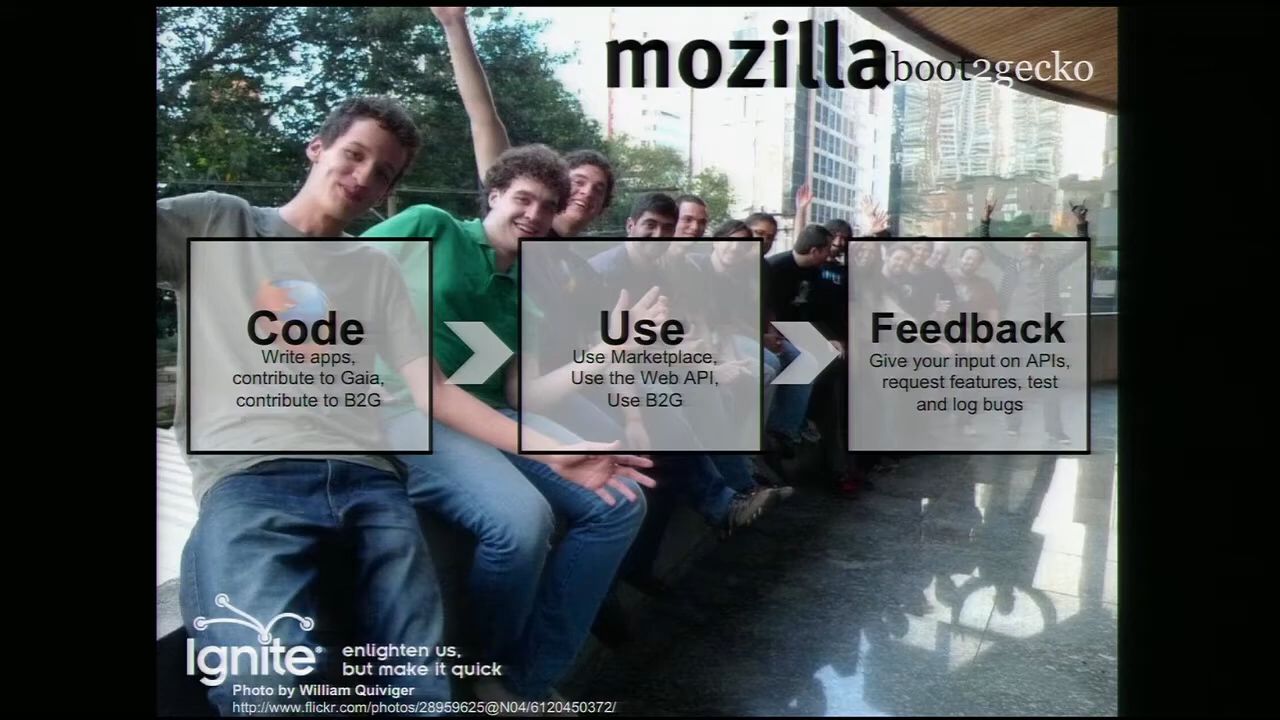 mozilla boot2gecko
Code
Write apps,
contribute to Gaia,
contribute to B2G
Use
Use Marketplace,
Use the Web API,
Use B2G
Feedback
Give your input on APIs,
request features, test
and log bugs
Ignite
enlighten us,
but make it quick
Photo by William Quiviger
http://www.flickr.com/photos/28959625@N04/6120450372/